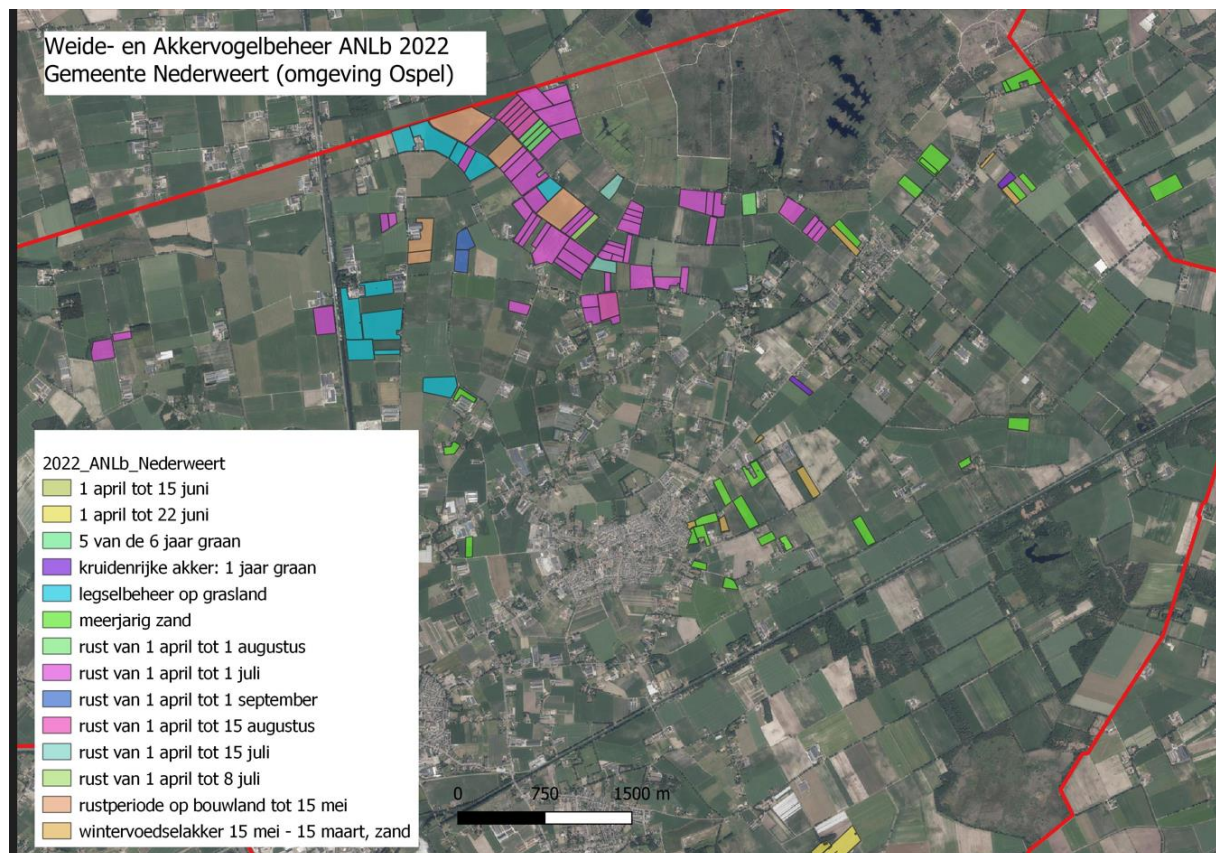 Weide- en Akkervogelbeheer ANLb 2022
Gemeente Nederweert (omgeving Ospel)
2022_ANLb_Nederweert
1 april tot 15 juni
1 april tot 22 juni
5 van de 6 jaar graan
kruidenrijke akker: 1 jaar graan
legselbeheer op grasland
meerjarig zand
rust van 1 april tot 1 augustus
rust van 1 april tot 1 juli
rust van 1 april tot 1 september
rust van 1 april tot 15 augustus
rust van 1 april tot 15 juli
rust van 1 april tot 8 juli
rustperiode op bouwland tot 15 mei
wintervoedselakker 15 mei - 15 maart, zand
0 750 1500 m